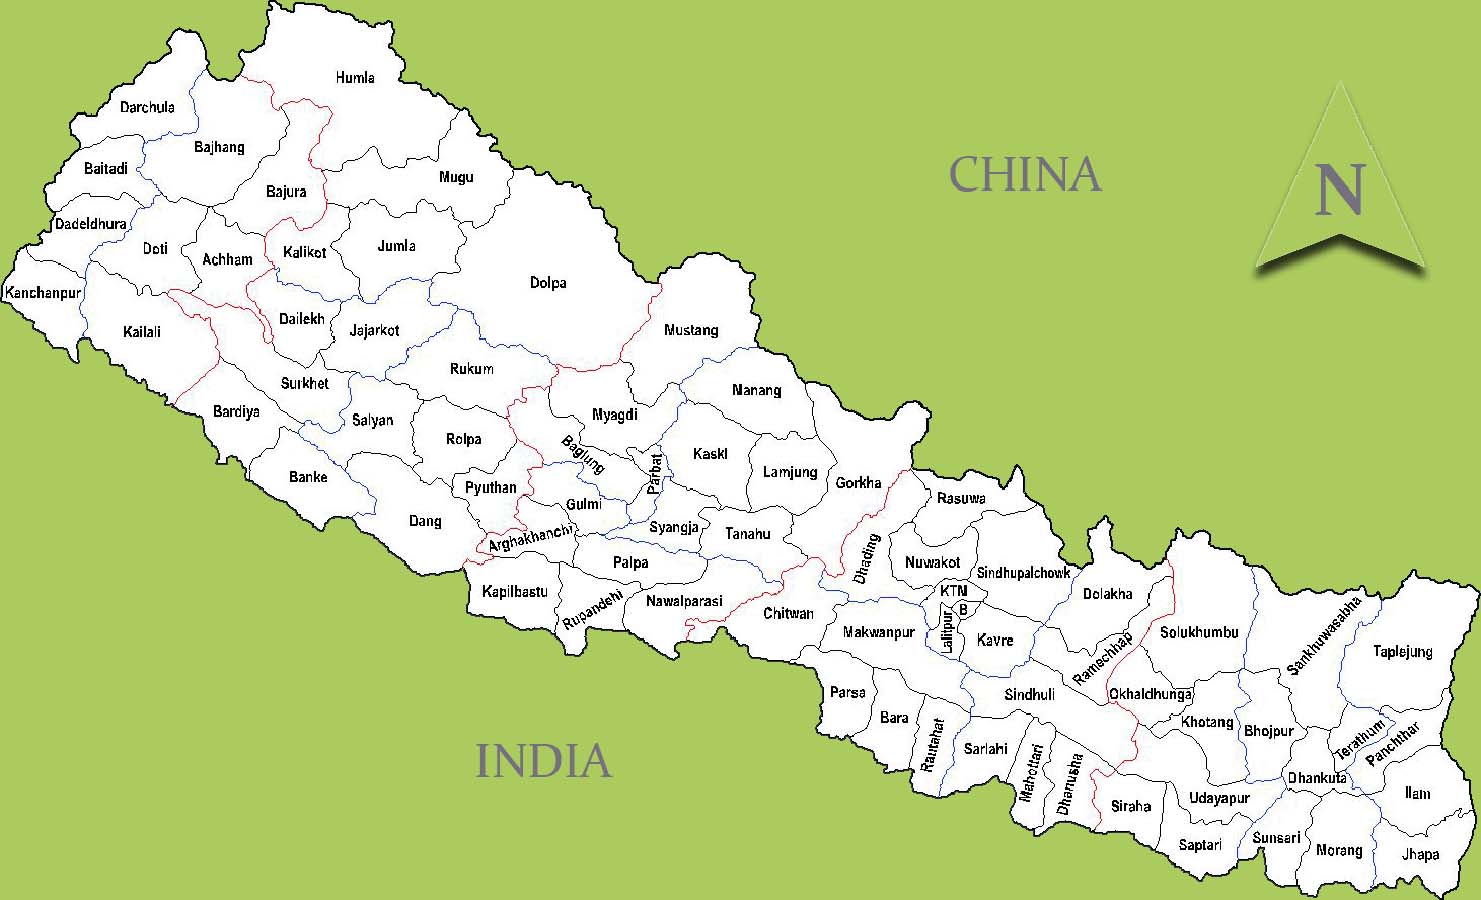 Humla
Darchula
Bajhang
Baitadi
Mugu
Bajura
CHINA
N
Dadeldhura
Doti
Achham
Kalikot
Jumla
Kanchanpur
Dolpa
Kailali
Dailekh
Jajarkot
Mustang
Surkhet
Rukum
Nanang
Bardiya
Salyan
Myagdi
Rolpa
Baglung
Parbat
Kaski
Lamjung
Banke
Pyuthan
Gorkha
Gulmi
Rasuwa
Dang
Arghakhanchi
Syangja
Tanahu
Dhading
Nuwakot
Sindhupalchowk
Palpa
Kapilbastu
Rupandehi
Nawalparasi
Chitwan
KTN
B
Dolakha
Makwanpur
Lalitpur
Kavre
Ramechhap
Solukhumbu
Sankhuwasabha
Taplejung
Parsa
Sindhuli
Okhaldhunga
Bara
Khotang
Bhojpur
Rautahat
Sarlahi
Terathum
Panchthar
INDIA
Mahottari
Dhanusha
Dhankuta
Siraha
Udayapur
Ilam
Saptari
Sunsari
Morang
Jhapa